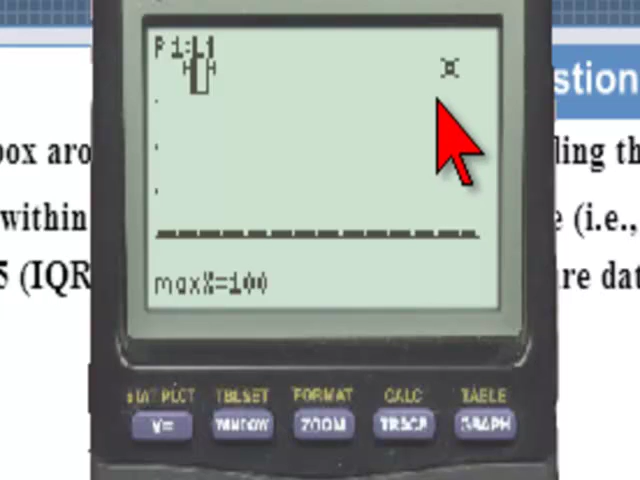 P1:L1
stion
box aro
ling th
within
e (i.e.,
5 (IQR
re dat
maxX=100
STAT PLOT TBLSET FORMAT CALC TABLE
Y= WINDOW ZOOM TRACE GRAPH